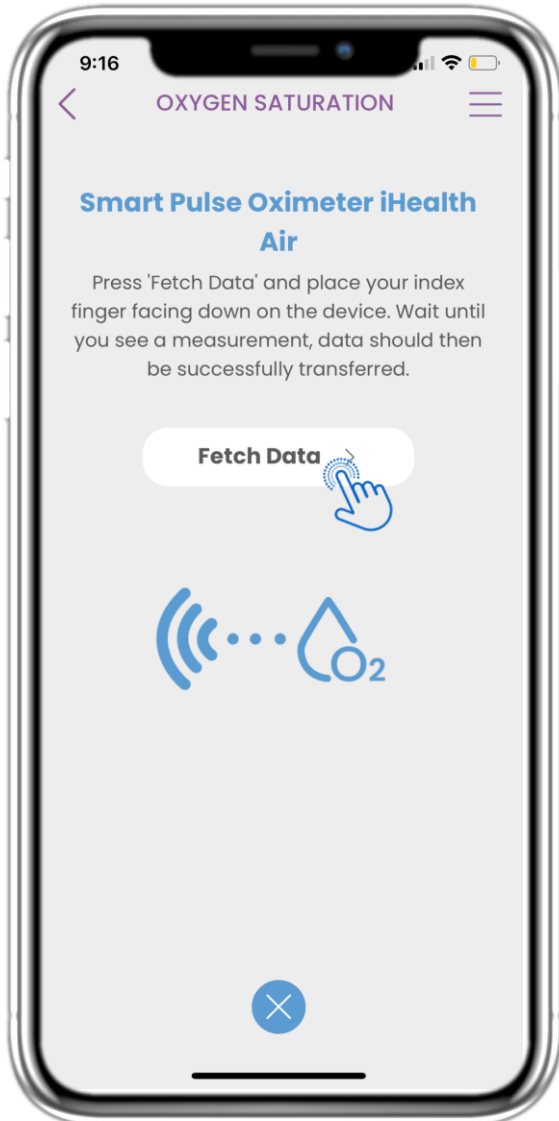 9:16
OXYGEN SATURATION
Smart Pulse Oximeter iHealth
Air
Press 'Fetch Data' and place your index
finger facing down on the device. Wait until
you see a measurement, data should then
be successfully transferred.
Fetch Data
O2